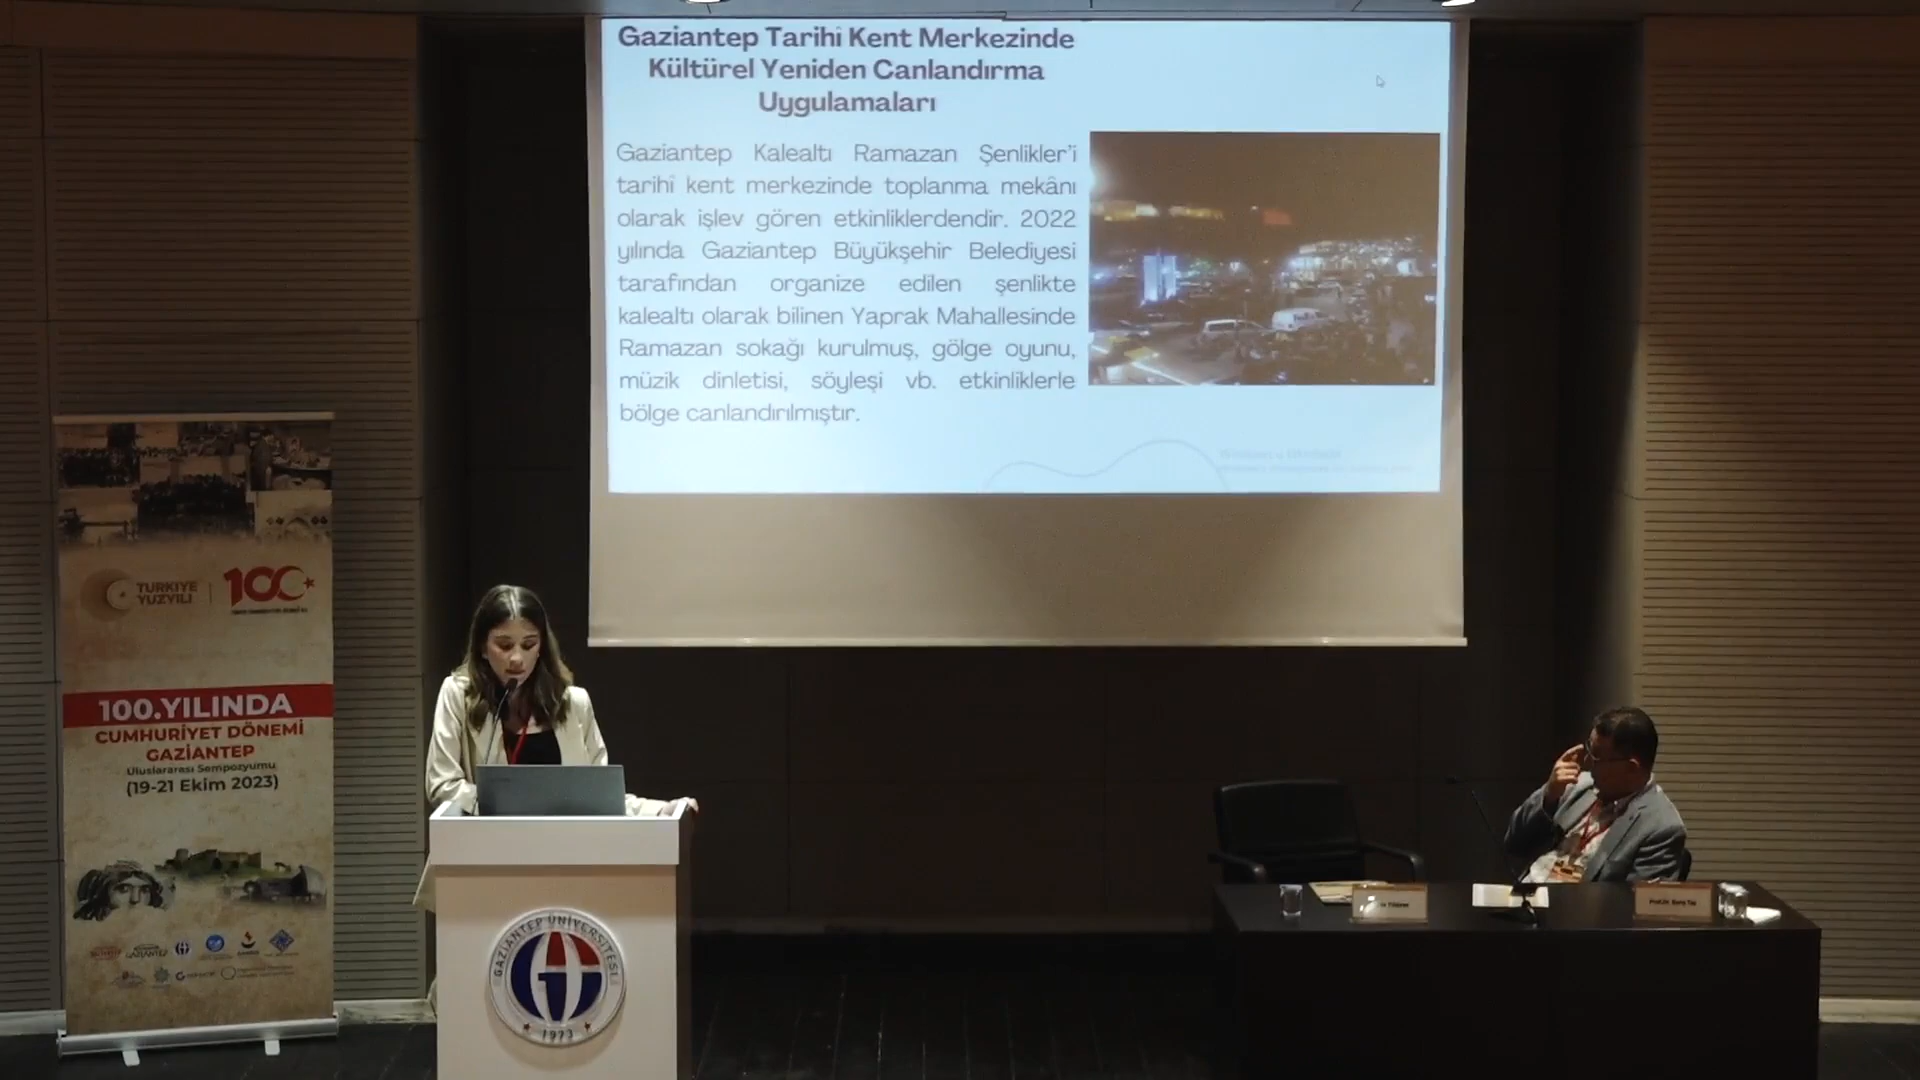 Gaziantep Tarihî Kent Merkezinde
Kültürel Yeniden Canlandırma
Uygulamaları
Gaziantep Kalealtı Ramazan Şenlikler’i
tarihî kent merkezinde toplanma mekânı
olarak işlev gören etkinliklerdendir. 2022
yılında Gaziantep Büyükşehir Belediyesi
tarafından organize edilen şenlikte
kalealtı olarak bilinen Yaprak Mahallesinde
Ramazan sokağı kurulmuş, gölge oyunu,
müzik dinletisi, söyleşi vb. etkinliklerle
bölge canlandırılmıştır.
TÜRKİYE
YÜZYILI
100
100.YILINDA
CUMHURİYET DÖNEMİ
GAZİANTEP
Uluslararası Sempozyumu
(19-21 Ekim 2023)
GAZİANTEP ÜNİVERSİTESİ
1973